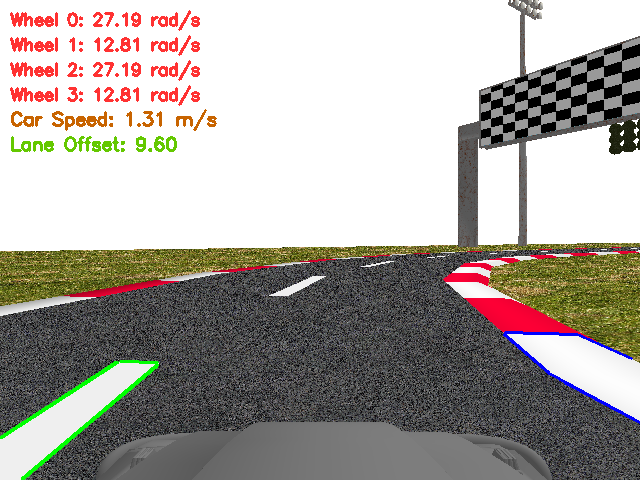 Wheel 0: 27.19 rad/s
Wheel 1: 12.81 rad/s
Wheel 2: 27.19 rad/s
Wheel 3: 12.81 rad/s
Car Speed: 1.31 m/s
Lane Offset: 9.60